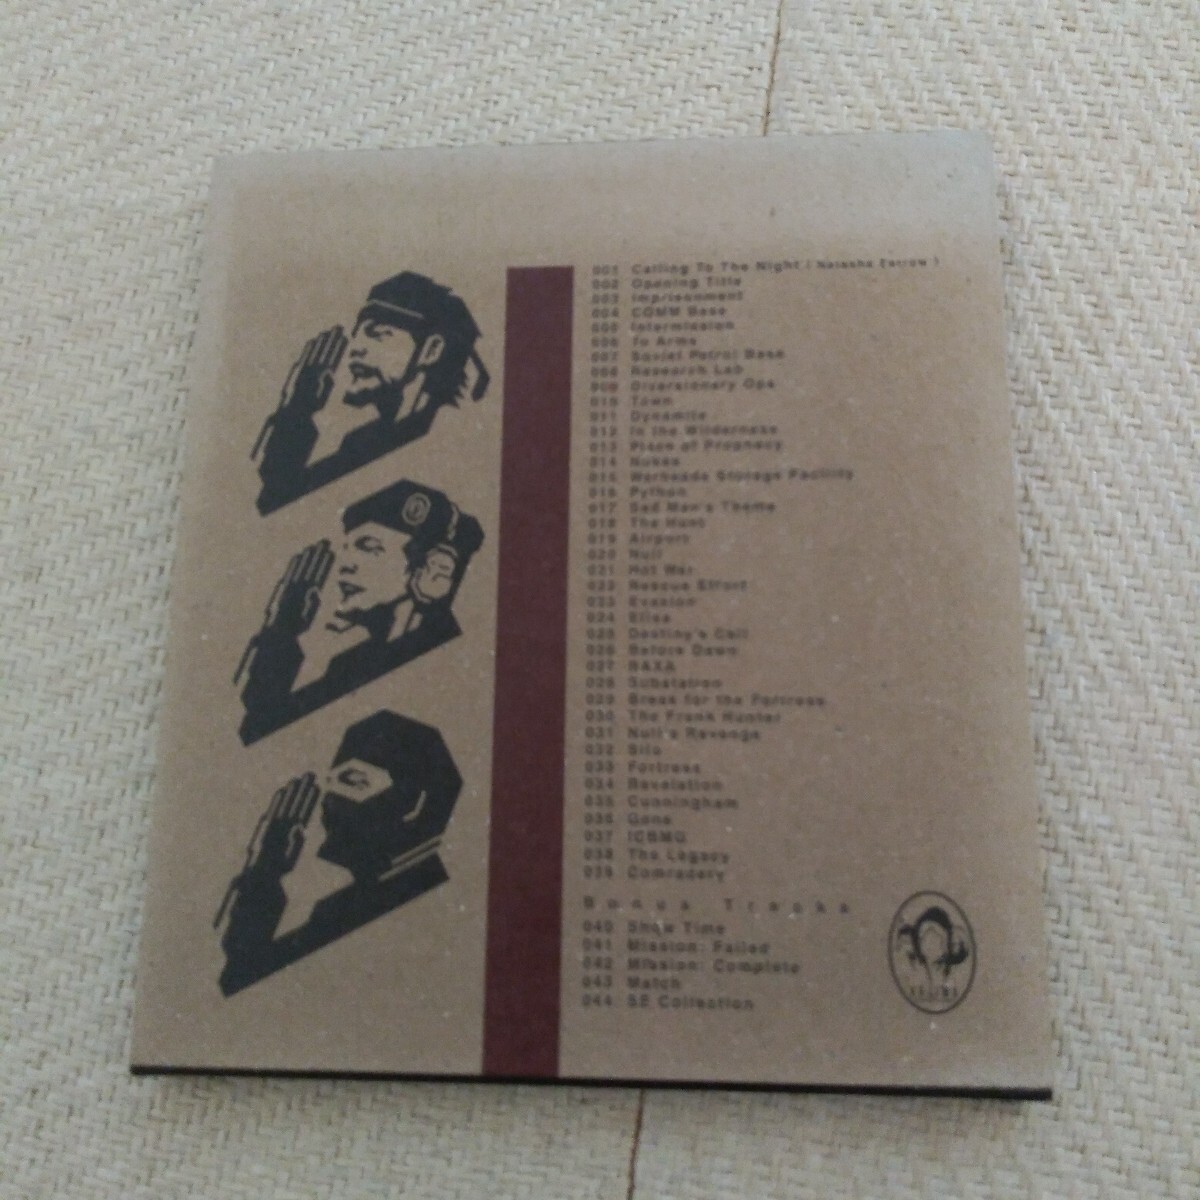 001 Calling To The Night ( Natasha Farrow )
002 Opening Title
003 Imprisonment
004 COMM Base
005 Intermission
006 To Arms
007 Soviet Patrol Base
008 Research Lab
009 Diversionary Ops
010 Town
011 Dynamite
012 In the Wilderness
013 Piece of Prophecy
014 Nukes
015 Warheads Storage Facility
016 Python
017 Sad Man's Theme
018 The Hunt
019 Airport
020 Null
021 Hot War
022 Rescue Effort
023 Evasion
024 Elisa
025 Destiny's Call
026 Before Dawn
027 RAXA
028 Substation
029 Break for the Fortress
030 The Frank Hunter
031 Null's Revenge
032 Silo
033 Fortress
034 Revelation
035 Cunningham
036 Gene
037 ICBMG
038 The Legacy
039 Comradery
Bonus Tracks
040 Show Time
041 Mission: Failed
042 Mission: Complete
043 Match
044 SE Collection